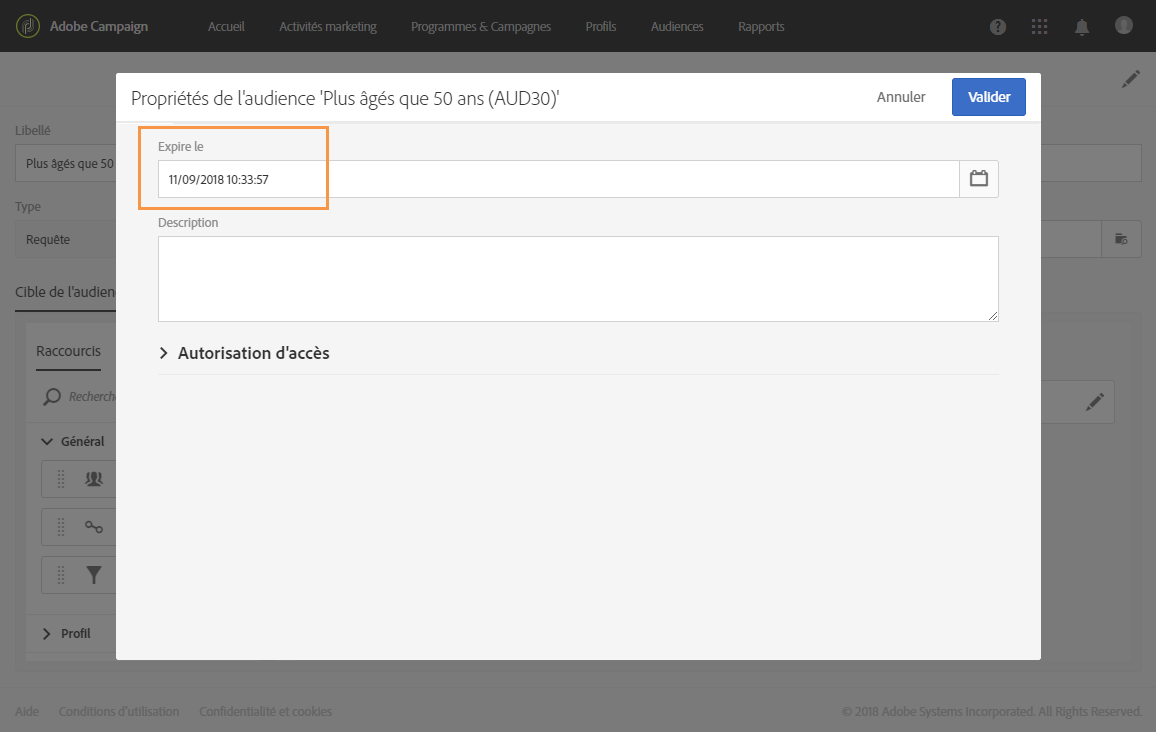 Adobe Campaign Accueil Activités marketing Programmes & Campagnes Profils Audiences Rapports
Propriétés de l'audience 'Plus âgés que 50 ans (AUD30)' Annuler Valider
Libellé
Expire le
Plus âgés que 50
11/09/2018 10:33:57
Type
Description
Requête
Cible de l'audien
Raccourcis
Autorisation d'accès
Recherch
Général
Profil
Aide Conditions d'utilisation Confidentialité et cookies © 2018 Adobe Systems Incorporated. All Rights Reserved.